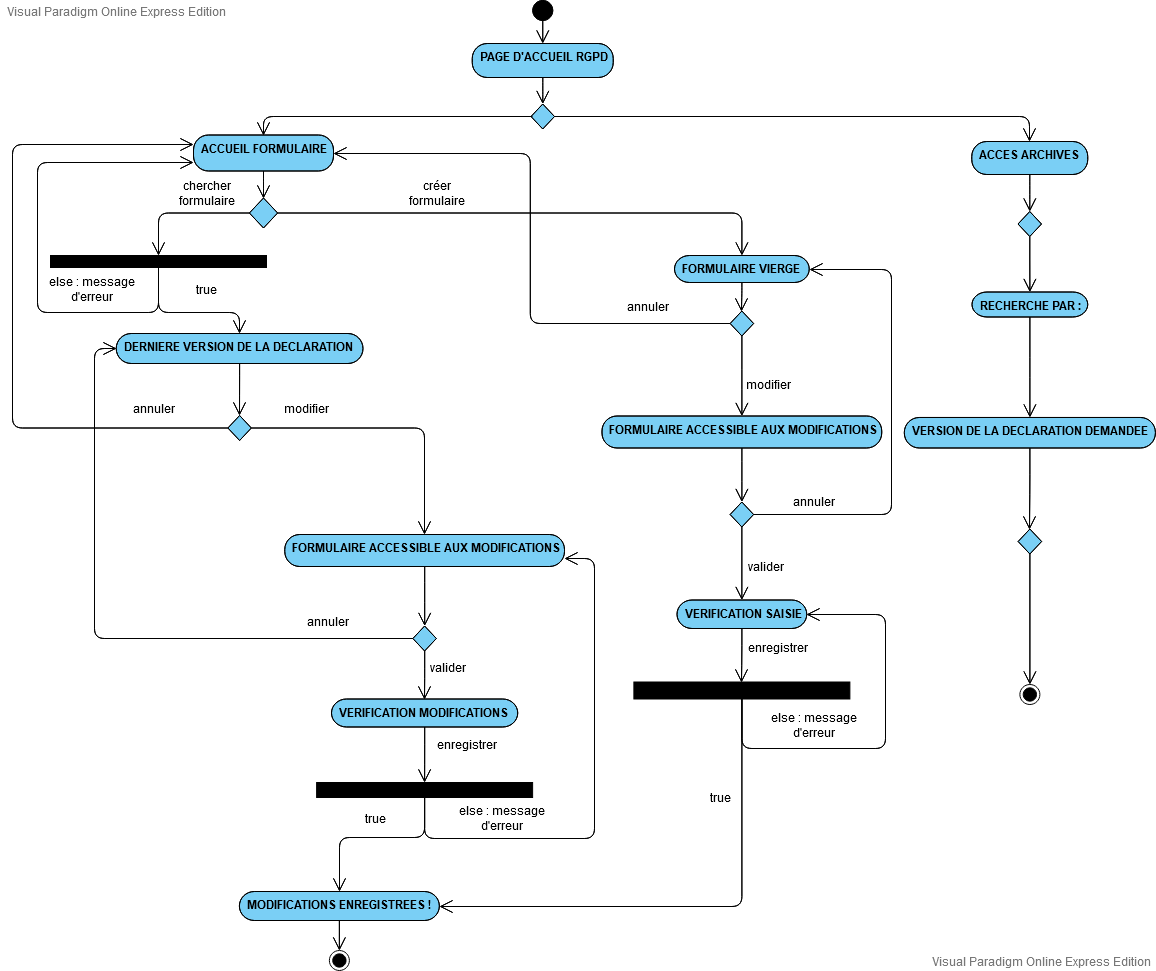 Visual Paradigm Online Express Edition
PAGE D'ACCUEIL RGPD
ACCUEIL FORMULAIRE
ACCES ARCHIVES
chercher
formulaire
créer
formulaire
FORMULAIRE VIERGE
else : message
d'erreur
true
annuler
RECHERCHE PAR :
DERNIERE VERSION DE LA DECLARATION
modifier
annuler
modifier
FORMULAIRE ACCESSIBLE AUX MODIFICATIONS
VERSION DE LA DECLARATION DEMANDEE
annuler
FORMULAIRE ACCESSIBLE AUX MODIFICATIONS
valider
VERIFICATION SAISIE
annuler
enregistrer
valider
VERIFICATION MODIFICATIONS
else : message
d'erreur
enregistrer
true
true
else : message
d'erreur
MODIFICATIONS ENREGISTREES !
Visual Paradigm Online Express Edition